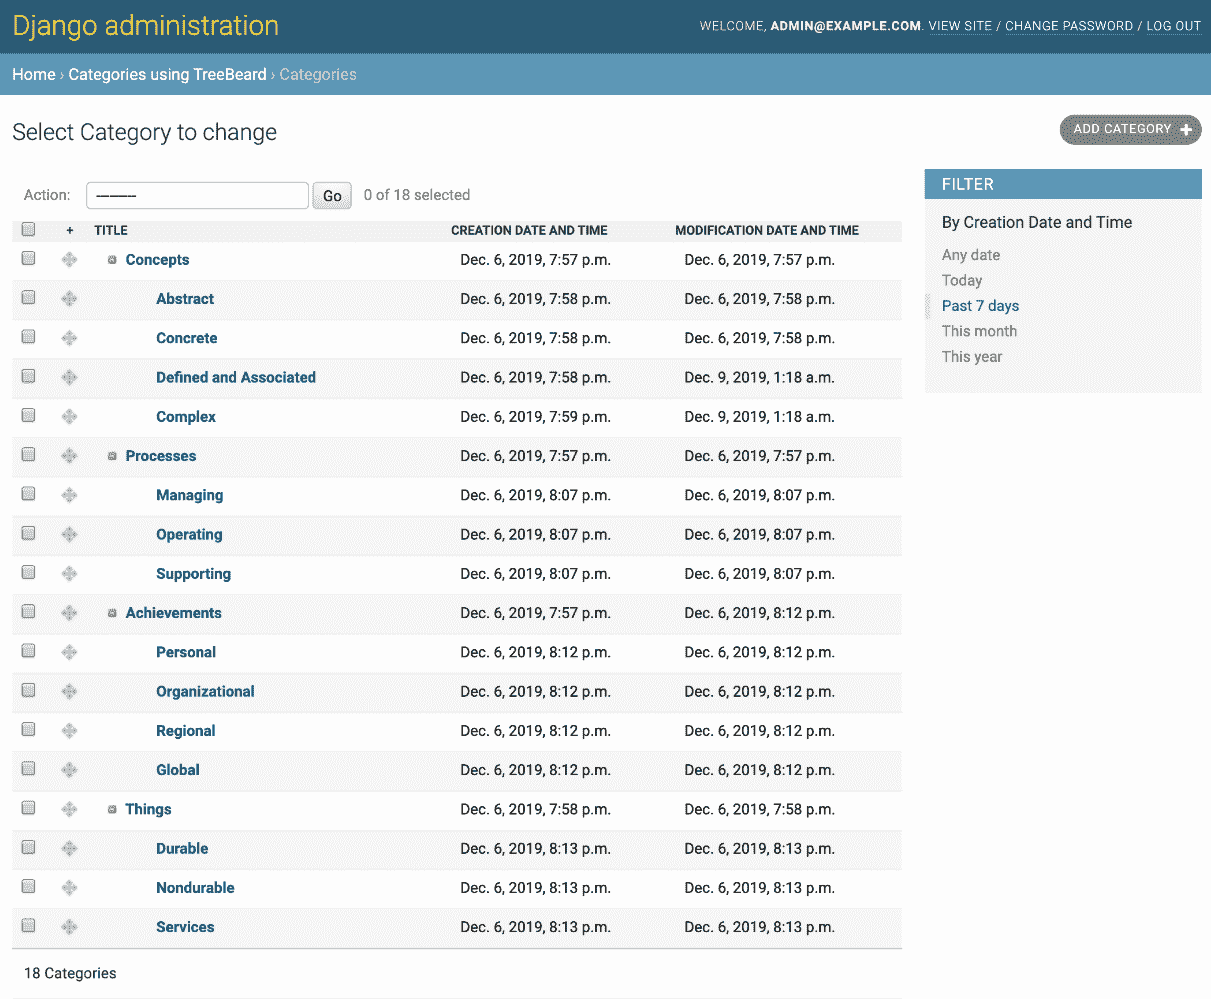 Django administration
WELCOME, ADMIN@EXAMPLE.COM. VIEW SITE / CHANGE PASSWORD / LOG OUT
Home › Categories using TreeBeard › Categories
Select Category to change
ADD CATEGORY +
Action: --------- Go 0 of 18 selected
+ TITLE CREATION DATE AND TIME MODIFICATION DATE AND TIME
Concepts Dec. 6, 2019, 7:57 p.m. Dec. 6, 2019, 7:57 p.m.
Abstract Dec. 6, 2019, 7:58 p.m. Dec. 6, 2019, 7:58 p.m.
Concrete Dec. 6, 2019, 7:58 p.m. Dec. 6, 2019, 7:58 p.m.
Defined and Associated Dec. 6, 2019, 7:58 p.m. Dec. 9, 2019, 1:18 a.m.
Complex Dec. 6, 2019, 7:59 p.m. Dec. 9, 2019, 1:18 a.m.
Processes Dec. 6, 2019, 7:57 p.m. Dec. 6, 2019, 7:57 p.m.
Managing Dec. 6, 2019, 8:07 p.m. Dec. 6, 2019, 8:07 p.m.
Operating Dec. 6, 2019, 8:07 p.m. Dec. 6, 2019, 8:07 p.m.
Supporting Dec. 6, 2019, 8:07 p.m. Dec. 6, 2019, 8:07 p.m.
Achievements Dec. 6, 2019, 7:57 p.m. Dec. 6, 2019, 8:12 p.m.
Personal Dec. 6, 2019, 8:12 p.m. Dec. 6, 2019, 8:12 p.m.
Organizational Dec. 6, 2019, 8:12 p.m. Dec. 6, 2019, 8:12 p.m.
Regional Dec. 6, 2019, 8:12 p.m. Dec. 6, 2019, 8:12 p.m.
Global Dec. 6, 2019, 8:12 p.m. Dec. 6, 2019, 8:12 p.m.
Things Dec. 6, 2019, 7:58 p.m. Dec. 6, 2019, 7:58 p.m.
Durable Dec. 6, 2019, 8:13 p.m. Dec. 6, 2019, 8:13 p.m.
Nondurable Dec. 6, 2019, 8:13 p.m. Dec. 6, 2019, 8:13 p.m.
Services Dec. 6, 2019, 8:13 p.m. Dec. 6, 2019, 8:13 p.m.
18 Categories
FILTER
By Creation Date and Time
Any date
Today
Past 7 days
This month
This year